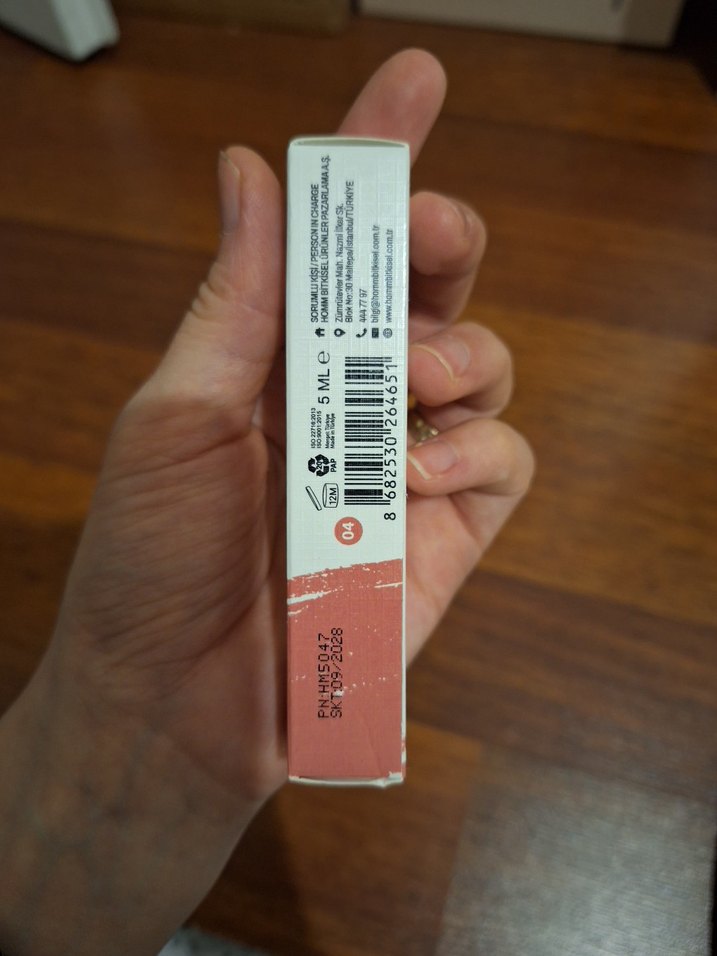 SORUMLU KİŞİ / PERSON IN CHARGE
HOMM BİTKİSEL ÜRÜNLER PAZARLAMA A.Ş.
Zümrütevler Mah. Nazmi İlker Sk.
Blok No:30 Maltepe/İstanbul/TÜRKİYE
444 77 97
bilgi@hommbitkisel.com.tr
www.hommbitkisel.com.tr
ISO 22716:2013
ISO 9001:2015
Menşei: Türkiye
Made in Türkiye
5 ML e
PAP
12M
8 682530 264651
04
PN:HM5047
SKT:09/2028